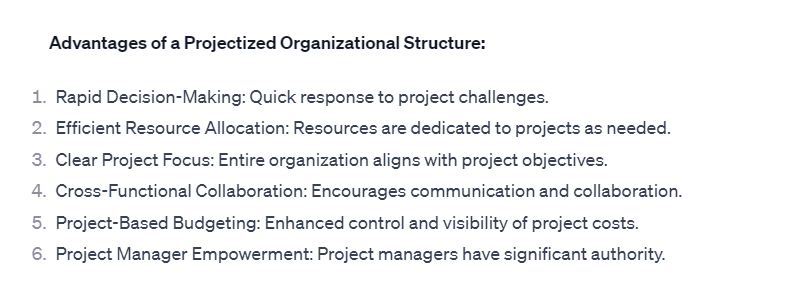 Advantages of a Projectized Organizational Structure:
1. Rapid Decision-Making: Quick response to project challenges.
2. Efficient Resource Allocation: Resources are dedicated to projects as needed.
3. Clear Project Focus: Entire organization aligns with project objectives.
4. Cross-Functional Collaboration: Encourages communication and collaboration.
5. Project-Based Budgeting: Enhanced control and visibility of project costs.
6. Project Manager Empowerment: Project managers have significant authority.